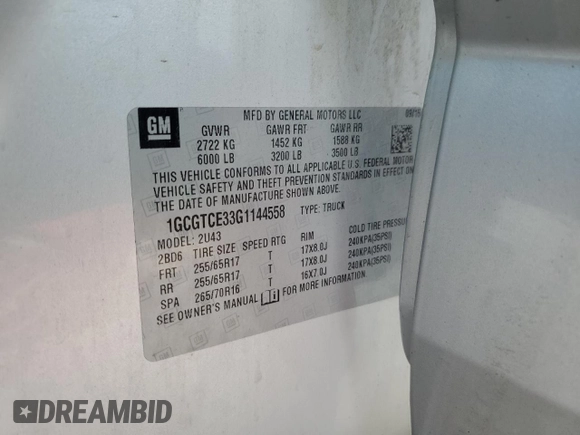 GM
MFD BY GENERAL MOTORS LLC
GVWR GAWR FRT GAWR RR
2722 KG 1452 KG 1588 KG
6000 LB 3200 LB 3500 LB
THIS VEHICLE CONFORMS TO ALL APPLICABLE U.S. FEDERAL MOTOR
VEHICLE SAFETY AND THEFT PREVENTION STANDARDS IN EFFECT ON
THE DATE OF MANUFACTURE SHOWN ABOVE.
1GCGTCE33G1144558 TYPE: TRUCK
MODEL: 2U43
2BD6 TIRE SIZE SPEED RTG RIM COLD TIRE PRESSU
FRT 255/65R17 T 17X8.0J 240KPA(35PSI)
RR 255/65R17 T 17X8.0J 240KPA(35PSI)
SPA 265/70R16 T 16X7.0J 240KPA(35PSI)
SEE OWNER'S MANUAL FOR MORE INFORMATION.
DREAMBID